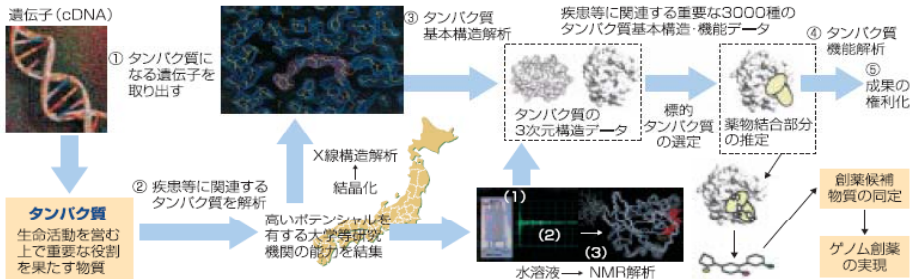 遺伝子（cDNA）
① タンパク質に
なる遺伝子を
取り出す
タンパク質
生命活動を営む
上で重要な役割
を果たす物質
② 疾患等に関連する
タンパク質を解析
高いポテンシャルを
有する大学等研究
機関の能力を結集
結晶化
X線構造解析
③ タンパク質
基本構造解析
(1)
(2)
(3)
水溶液 → NMR解析
疾患等に関連する重要な3000種の
タンパク質基本構造・機能データ
タンパク質の
3次元構造データ
標的
タンパク質
の選定
薬物結合部分
の推定
④ タンパク質
機能解析
⑤
成果の
権利化
創薬候補
物質の同定
ゲノム創薬
の実現